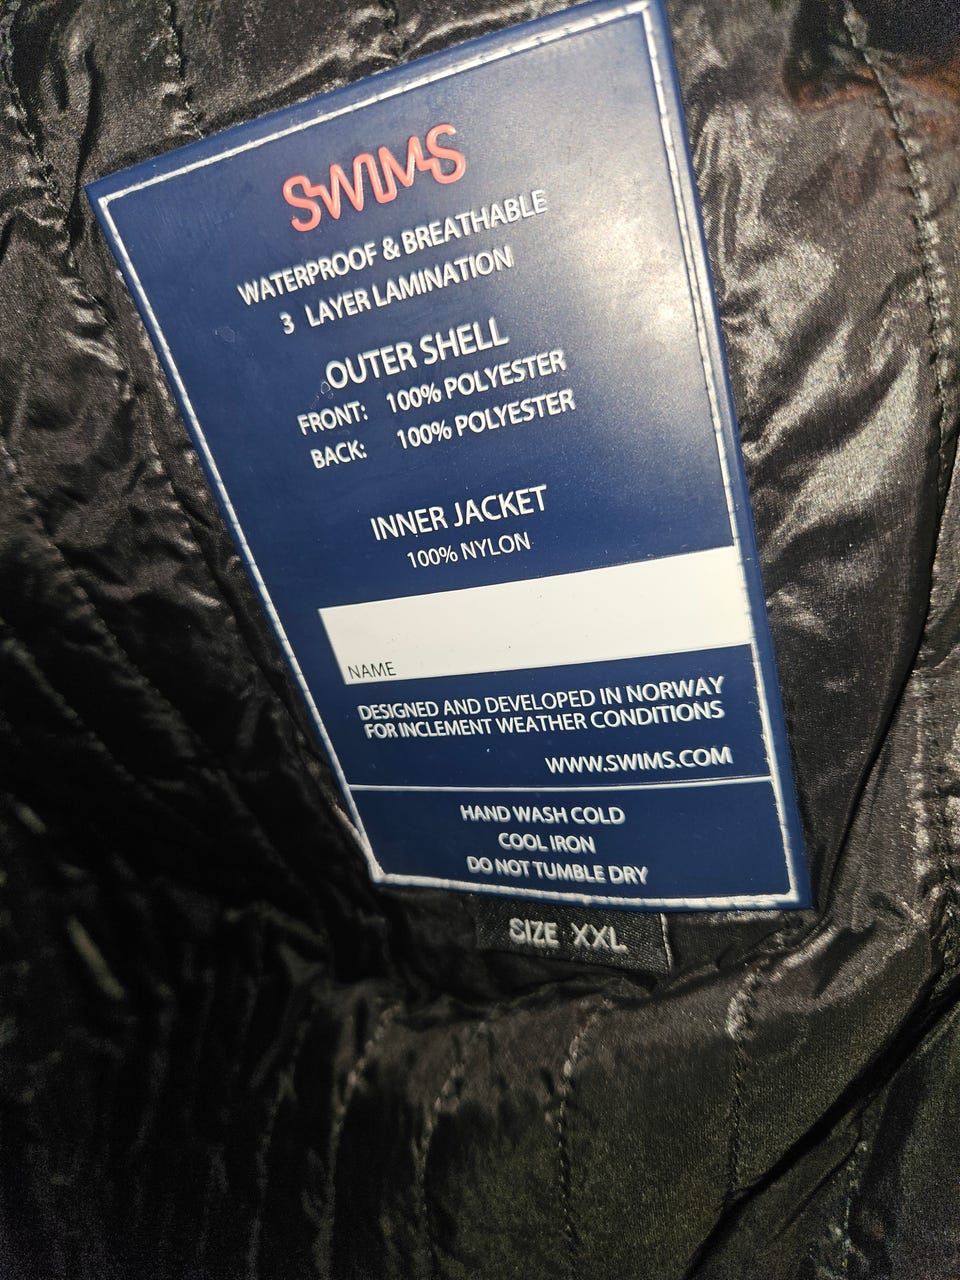 SWIMS
WATERPROOF & BREATHABLE
3 LAYER LAMINATION
OUTER SHELL
FRONT: 100% POLYESTER
BACK: 100% POLYESTER
INNER JACKET
100% NYLON
NAME
DESIGNED AND DEVELOPED IN NORWAY
FOR INCLEMENT WEATHER CONDITIONS
WWW.SWIMS.COM
HAND WASH COLD
COOL IRON
DO NOT TUMBLE DRY
SIZE XXL